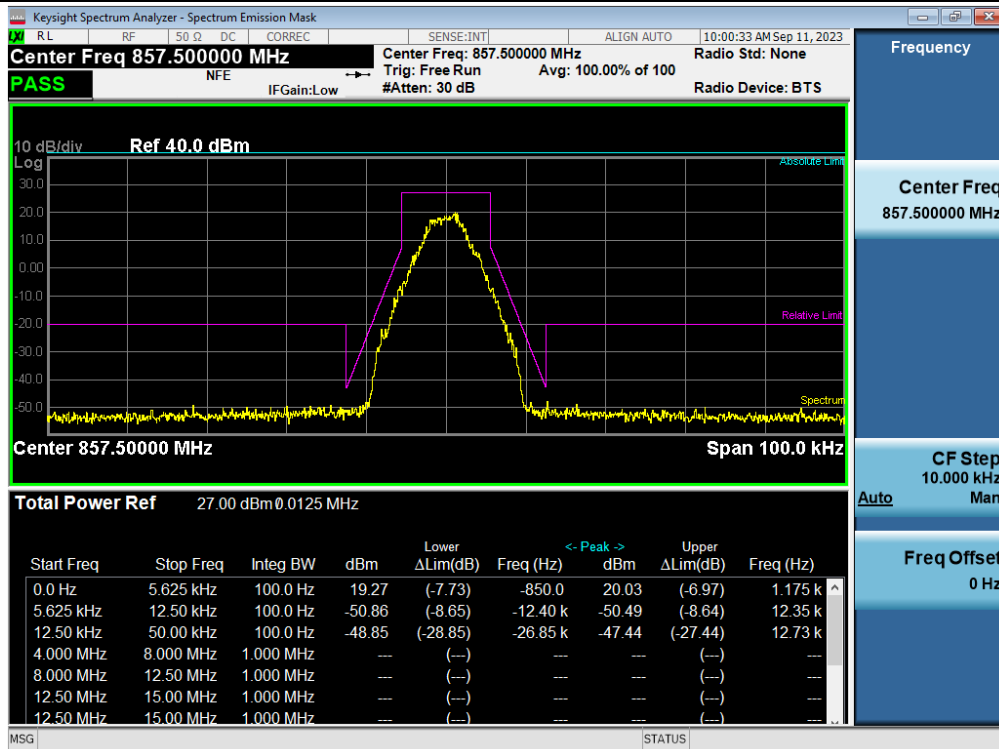 Keysight Spectrum Analyzer - Spectrum Emission Mask
LXI RL RF 50 Ω DC CORREC SENSE:INT ALIGN AUTO 10:00:33 AM Sep 11, 2023
Center Freq 857.500000 MHz
NFE
PASS
IFGain:Low
Center Freq: 857.500000 MHz
Trig: Free Run Avg: 100.00% of 100
#Atten: 30 dB
Radio Std: None
Radio Device: BTS
10 dB/div Ref 40.0 dBm
Log
Absolute Limit
30.0
20.0
10.0
0.00
-10.0
-20.0
Relative Limit
-30.0
-40.0
-50.0
Spectrum
Center 857.50000 MHz Span 100.0 kHz
Total Power Ref 27.00 dBm/0.0125 MHz
Lower <- Peak -> Upper
Start Freq Stop Freq Integ BW dBm ΔLim(dB) Freq (Hz) dBm ΔLim(dB) Freq (Hz)
0.0 Hz 5.625 kHz 100.0 Hz 19.27 (-7.73) -850.0 20.03 (-6.97) 1.175 k
5.625 kHz 12.50 kHz 100.0 Hz -50.86 (-8.65) -12.40 k -50.49 (-8.64) 12.35 k
12.50 kHz 50.00 kHz 100.0 Hz -48.85 (-28.85) -26.85 k -47.44 (-27.44) 12.73 k
4.000 MHz 8.000 MHz 1.000 MHz --- (---) --- --- (---) ---
8.000 MHz 12.50 MHz 1.000 MHz --- (---) --- --- (---) ---
12.50 MHz 15.00 MHz 1.000 MHz --- (---) --- --- (---) ---
12.50 MHz 15.00 MHz 1.000 MHz --- (---) --- --- (---) ---
MSG STATUS
Frequency
Center Freq
857.500000 MHz
CF Step
10.000 kHz
Auto Man
Freq Offset
0 Hz